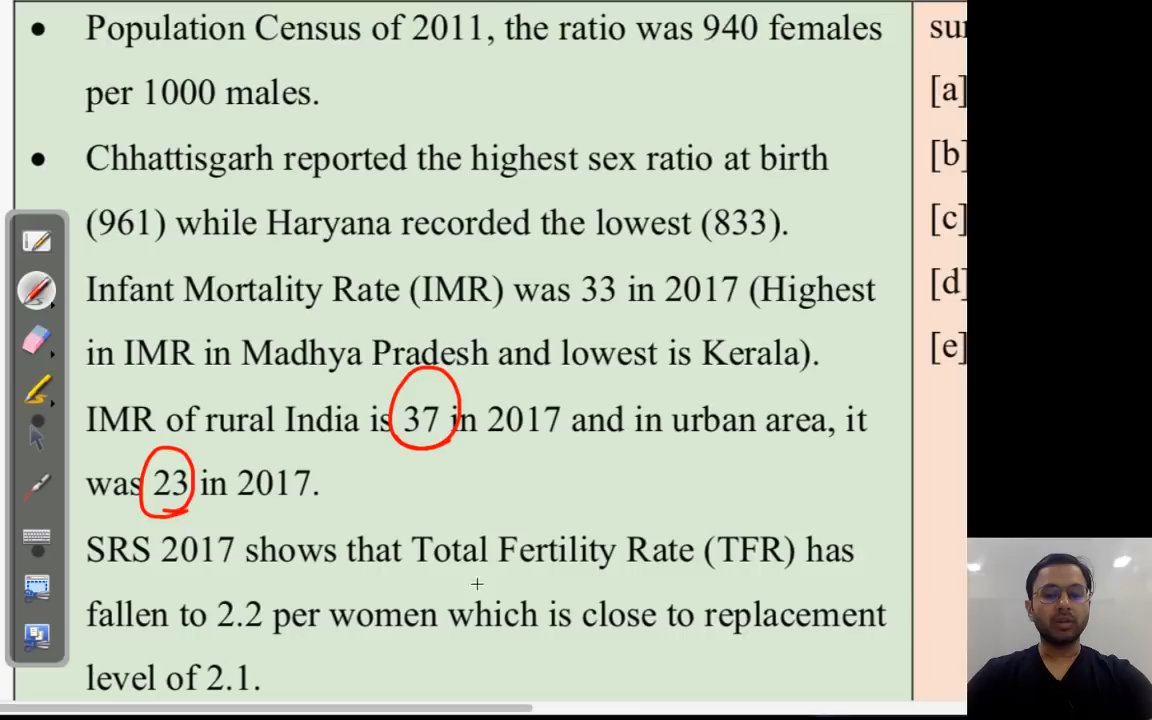 • Population Census of 2011, the ratio was 940 females
per 1000 males.
• Chhattisgarh reported the highest sex ratio at birth
(961) while Haryana recorded the lowest (833).
Infant Mortality Rate (IMR) was 33 in 2017 (Highest
in IMR in Madhya Pradesh and lowest is Kerala).
IMR of rural India is 37 in 2017 and in urban area, it
was 23 in 2017.
SRS 2017 shows that Total Fertility Rate (TFR) has
fallen to 2.2 per women which is close to replacement
level of 2.1.
[a]
[b]
[c]
[d]
[e]